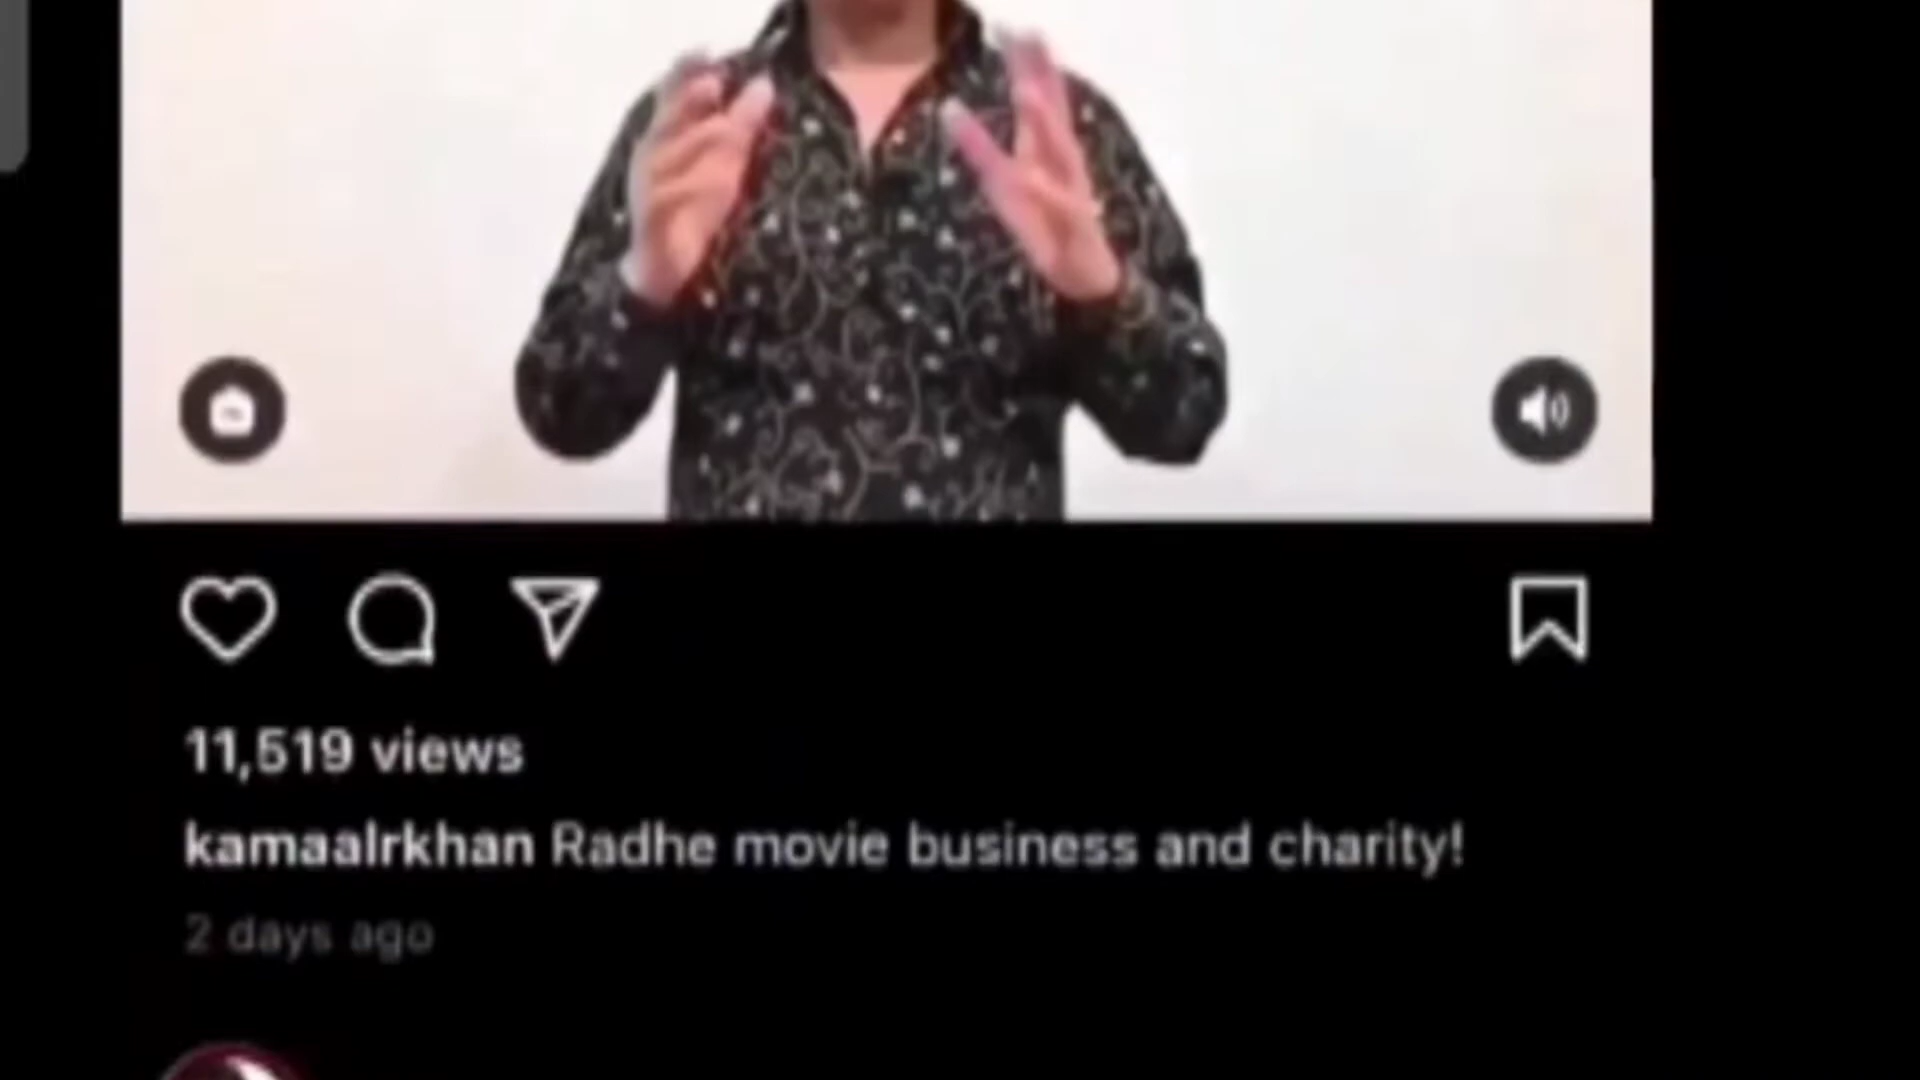 11,519 views
kamaalrkhan Radhe movie business and charity!
2 days ago